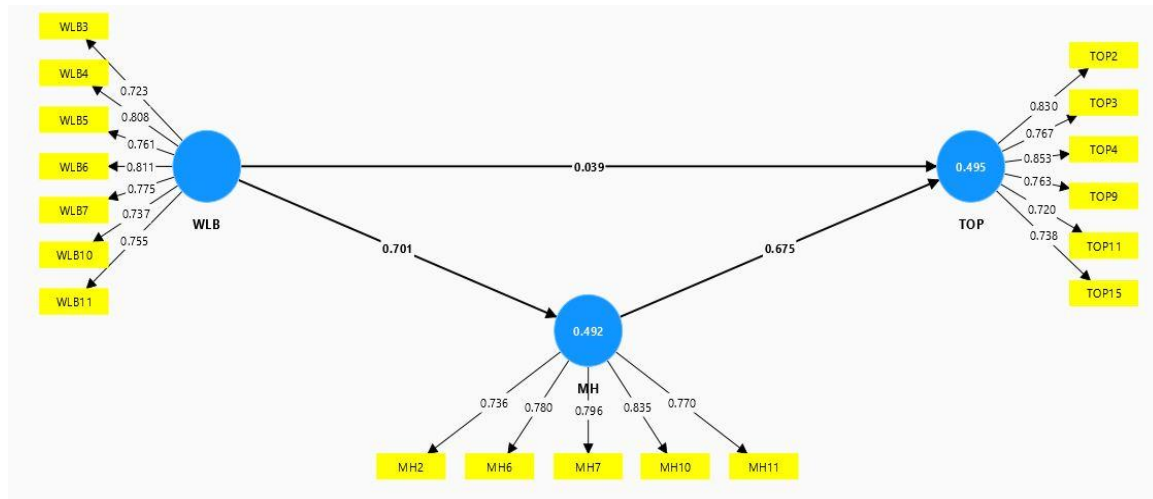 WLB3
WLB4
WLB5
WLB6
WLB7
WLB10
WLB11
0.723
0.808
0.761
0.811
0.775
0.737
0.755
WLB
0.039
0.701
0.675
0.492
MH
0.736
0.780
0.796
0.835
0.770
MH2
MH6
MH7
MH10
MH11
0.495
TOP
0.830
0.767
0.853
0.763
0.720
0.738
TOP2
TOP3
TOP4
TOP9
TOP11
TOP15